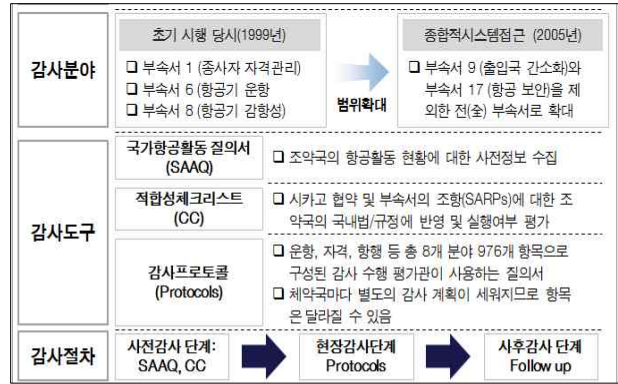 감사분야
초기 시행 당시(1999년)
❑ 부속서 1 (종사자 자격관리)
❑ 부속서 6 (항공기 운항)
❑ 부속서 8 (항공기 감항성)
범위확대
종합적시스템접근 (2005년)
❑ 부속서 9 (출입국 간소화)와
부속서 17 (항공 보안)을 제
외한 전(全) 부속서로 확대
감사도구
국가항공활동 질의서
(SAAQ)
❑ 조약국의 항공활동 현황에 대한 사전정보 수집
적합성체크리스트
(CC)
❑ 시카고 협약 및 부속서의 조항(SARPs)에 대한 조
약국의 국내법/규정에 반영 및 실행여부 평가
감사프로토콜
(Protocols)
❑ 운항, 자격, 항행 등 총 8개 분야 976개 항목으로
구성된 감사 수행 평가관이 사용하는 질의서
❑ 체약국마다 별도의 감사 계획이 세워지므로 항목
은 달라질 수 있음
감사절차
사전감사 단계:
SAAQ, CC
현장감사단계
Protocols
사후감사 단계
Follow up